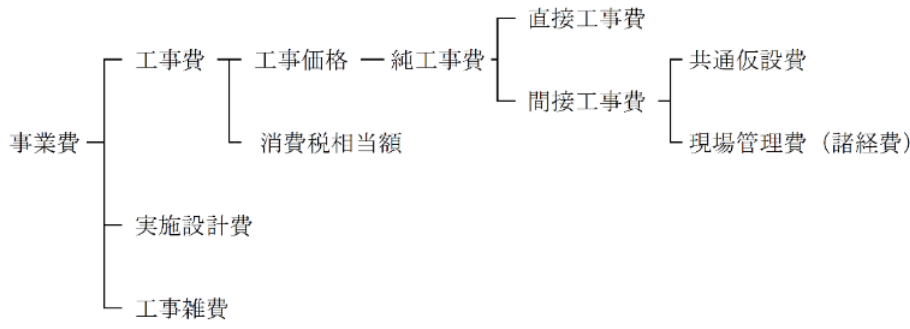 直接工事費
工事費
工事価格
純工事費
共通仮設費
間接工事費
事業費
消費税相当額
現場管理費（諸経費）
実施設計費
工事雑費